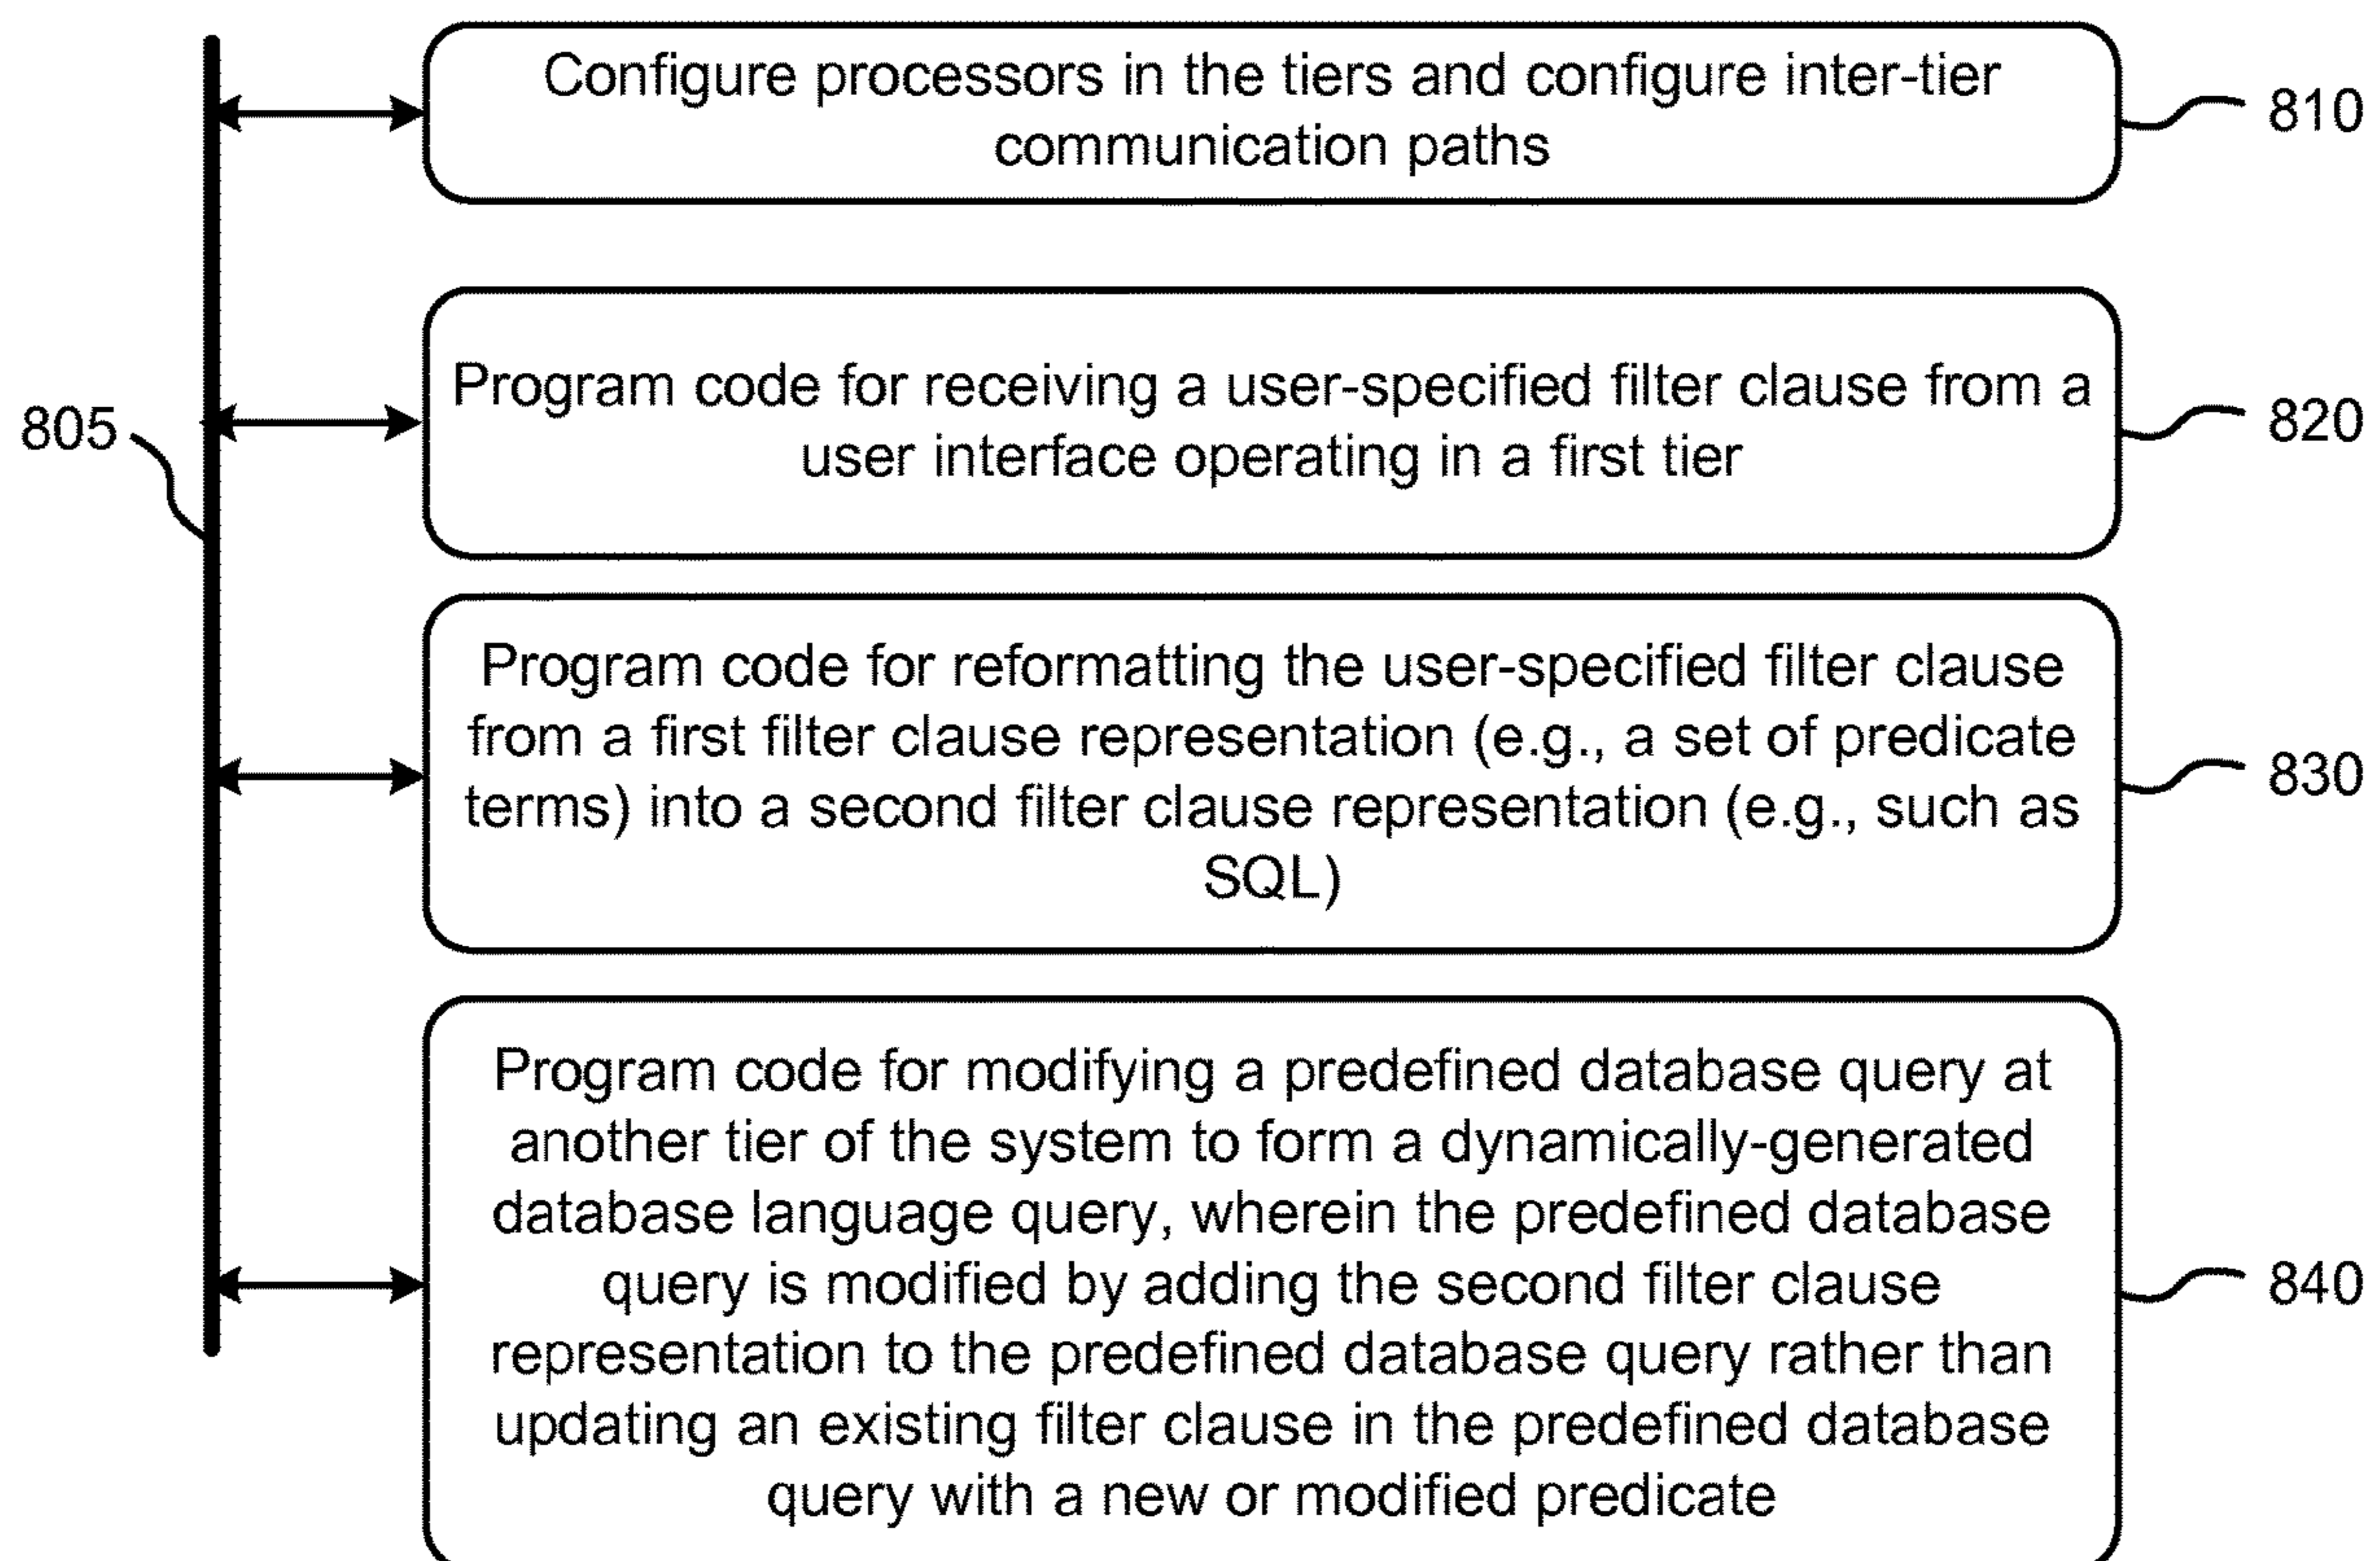 Configure processors in the tiers and configure inter-tier
communication paths
810
Program code for receiving a user-specified filter clause from a
user interface operating in a first tier
820
805
Program code for reformatting the user-specified filter clause
from a first filter clause representation (e.g., a set of predicate
terms) into a second filter clause representation (e.g., such as
SQL)
830
Program code for modifying a predefined database query at
another tier of the system to form a dynamically-generated
database language query, wherein the predefined database
query is modified by adding the second filter clause
representation to the predefined database query rather than
updating an existing filter clause in the predefined database
query with a new or modified predicate
840